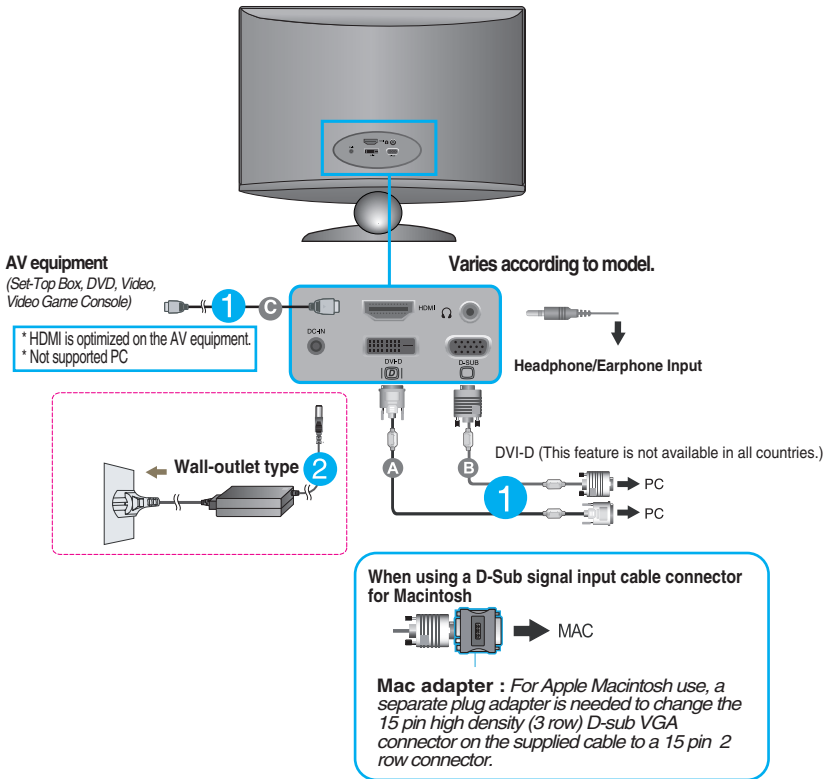 AV equipment
(Set-Top Box, DVD, Video,
Video Game Console)
1
C
* HDMI is optimized on the AV equipment.
* Not supported PC
Varies according to model.
HDMI
DC-IN
DVI-D
D-SUB
D
Headphone/Earphone Input
Wall-outlet type
2
A
B
DVI-D (This feature is not available in all countries.)
1
PC
PC
When using a D-Sub signal input cable connector
for Macintosh
MAC
Mac adapter : For Apple Macintosh use, a
separate plug adapter is needed to change the
15 pin high density (3 row) D-sub VGA
connector on the supplied cable to a 15 pin 2
row connector.